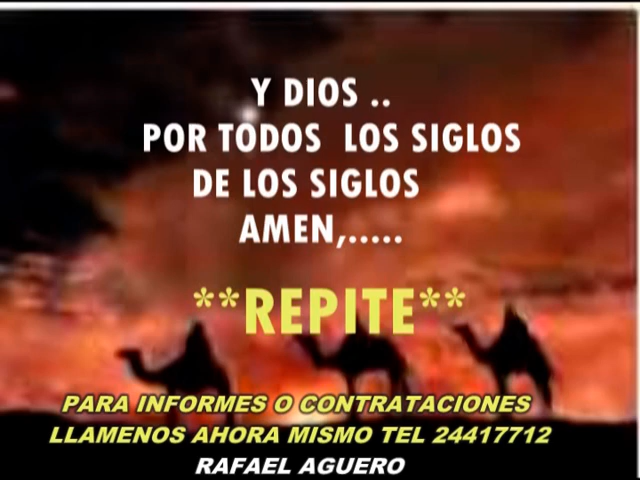 Y DIOS ..
POR TODOS LOS SIGLOS
DE LOS SIGLOS
AMEN,.....
**REPITE**
PARA INFORMES O CONTRATACIONES
LLAMENOS AHORA MISMO TEL 24417712
RAFAEL AGUERO